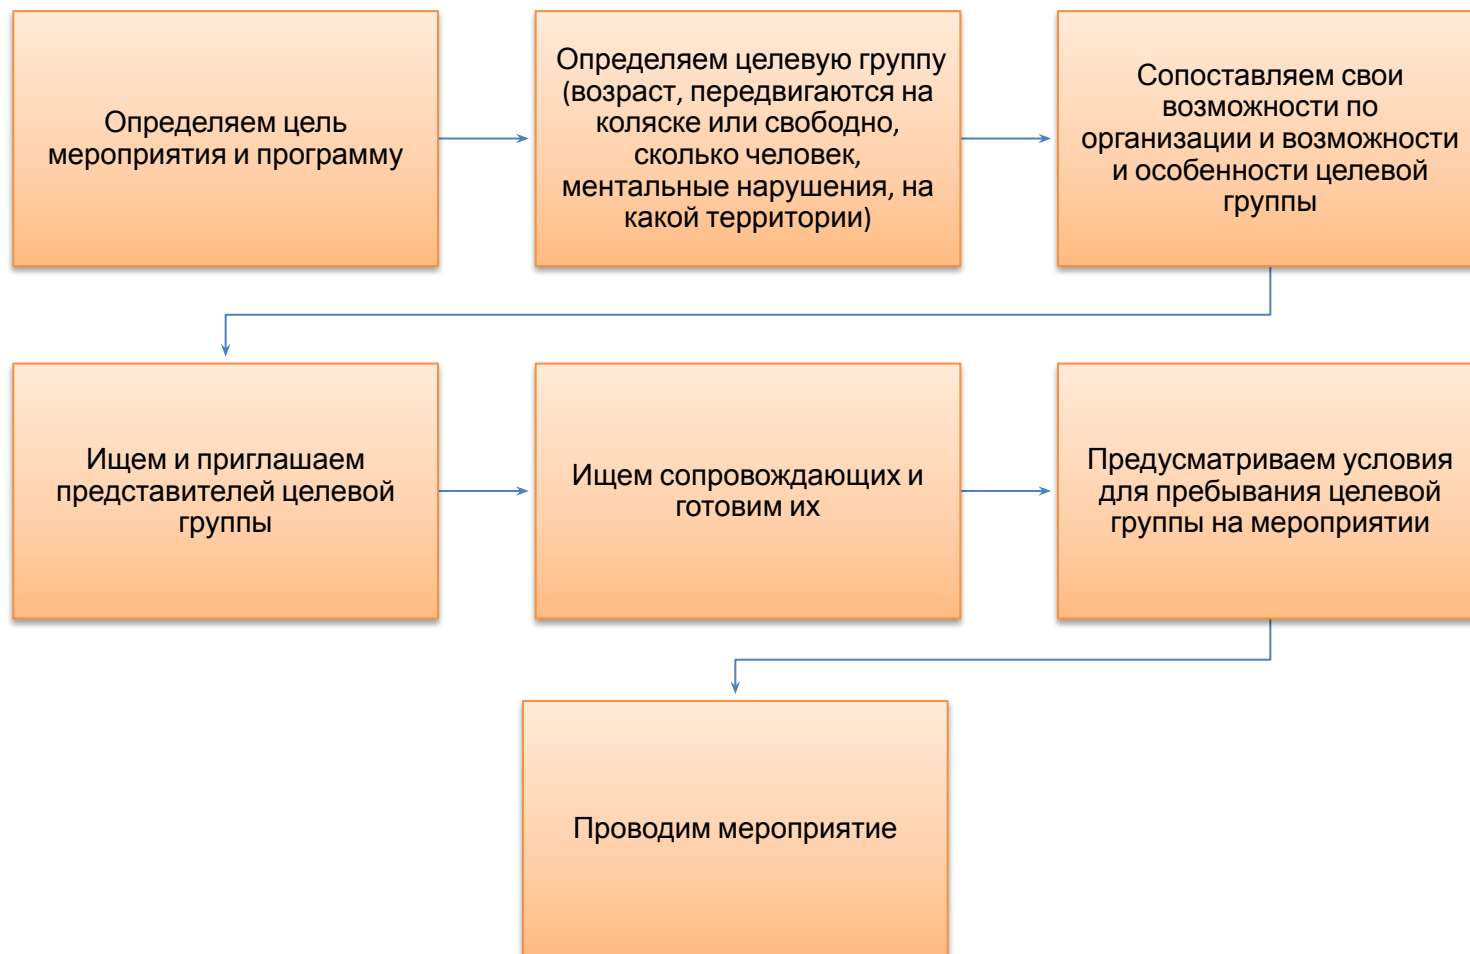 Определяем цель
мероприятия и программу
Определяем целевую группу
(возраст, передвигаются на
коляске или свободно,
сколько человек,
ментальные нарушения, на
какой территории)
Сопоставляем свои
возможности по
организации и возможности
и особенности целевой
группы
Ищем и приглашаем
представителей целевой
группы
Ищем сопровождающих и
готовим их
Предусматриваем условия
для пребывания целевой
группы на мероприятии
Проводим мероприятие